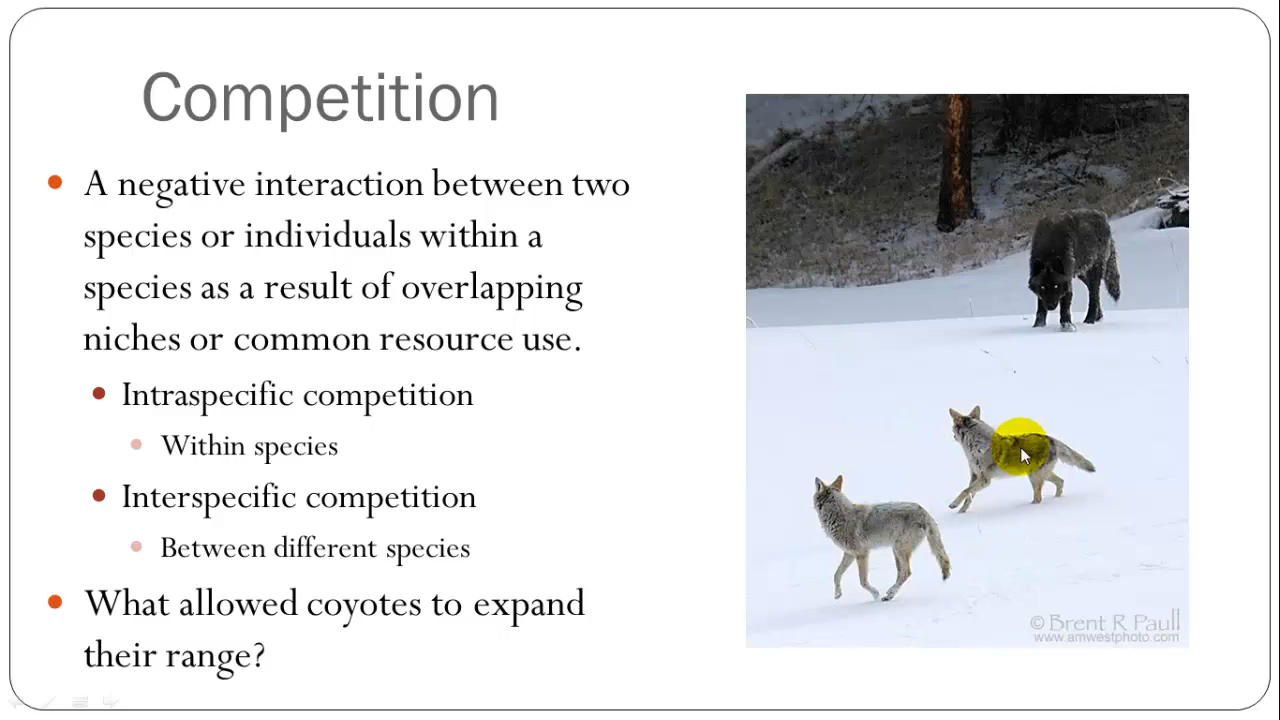 Competition
A negative interaction between two
species or individuals within a
species as a result of overlapping
niches or common resource use.
Intraspecific competition
Within species
Interspecific competition
Between different species
What allowed coyotes to expand
their range?
© Brent R Paull
www.amwestphoto.com